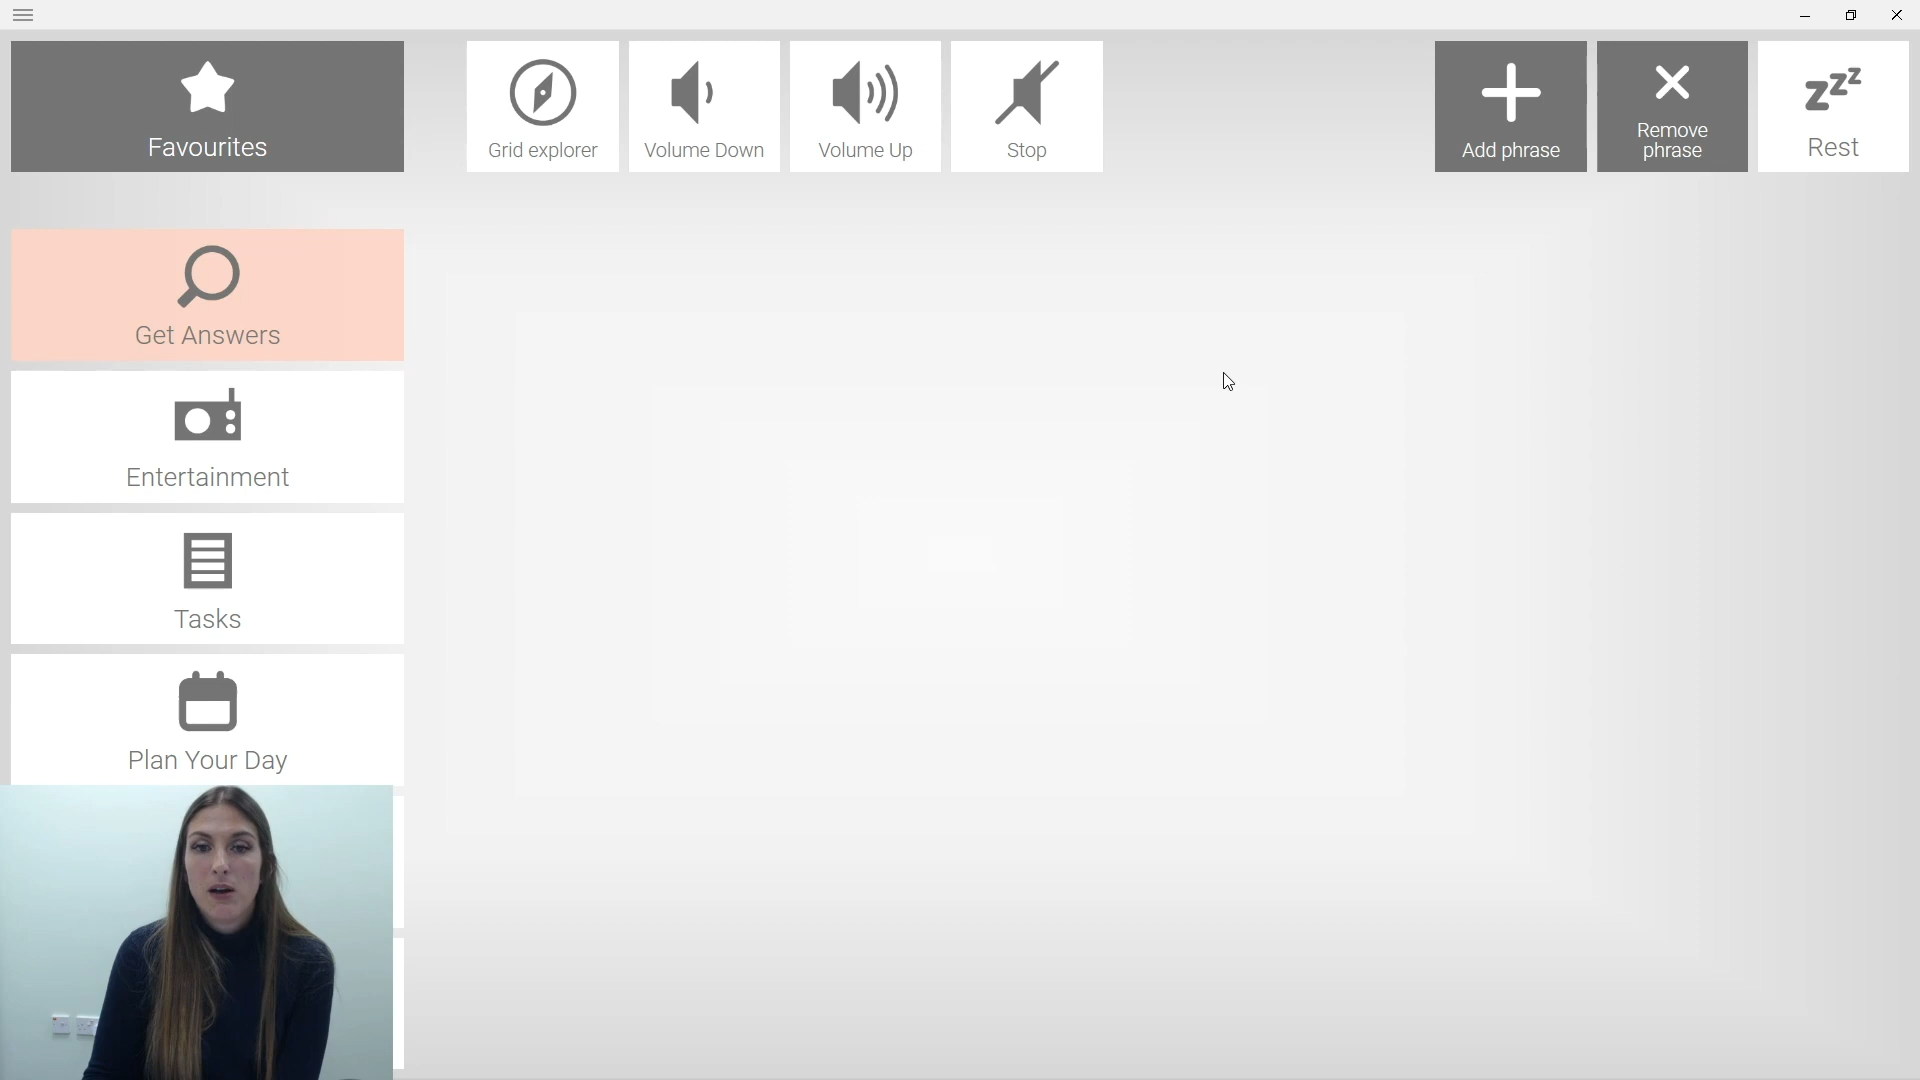 Favourites
Grid explorer
Volume Down
Volume Up
Stop
Add phrase
Remove
phrase
zzz
Rest
Get Answers
Entertainment
Tasks
Plan Your Day